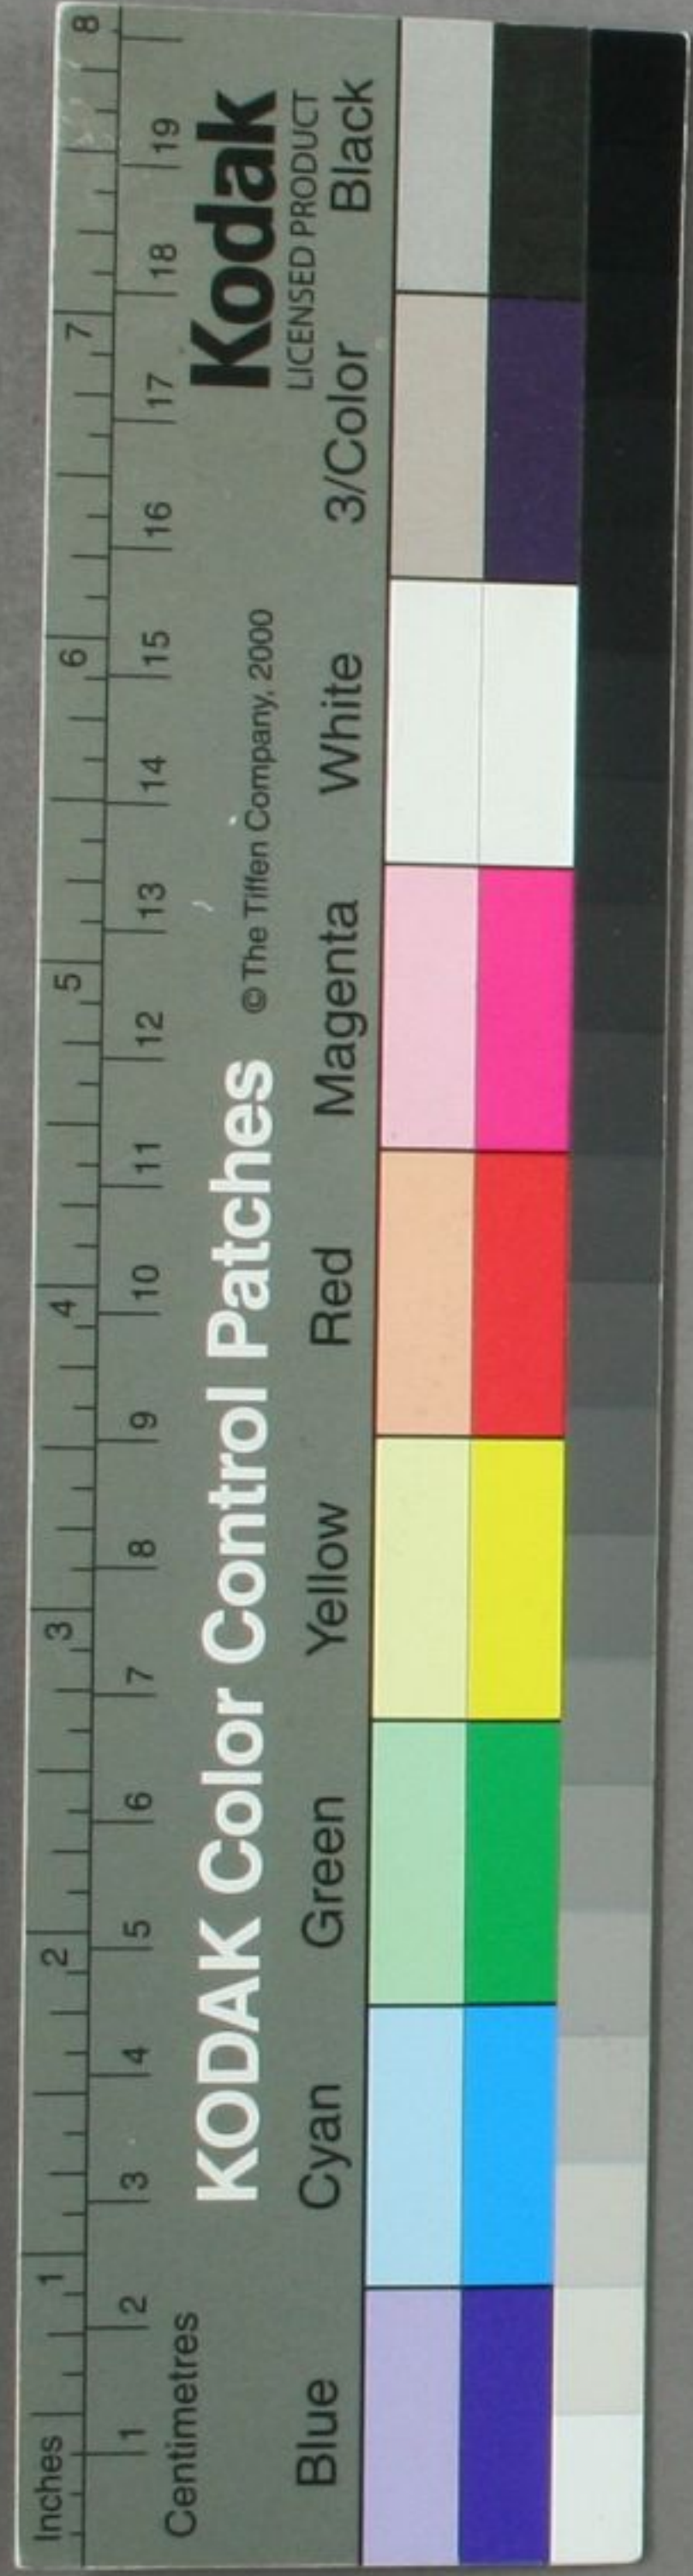 Inches 1 2 3 4 5 6 7 8
Centimetres 1 2 3 4 5 6 7 8 9 10 11 12 13 14 15 16 17 18 19
KODAK Color Control Patches © The Tiffen Company, 2000 Kodak
LICENSED PRODUCT
Blue Cyan Green Yellow Red Magenta White 3/Color Black